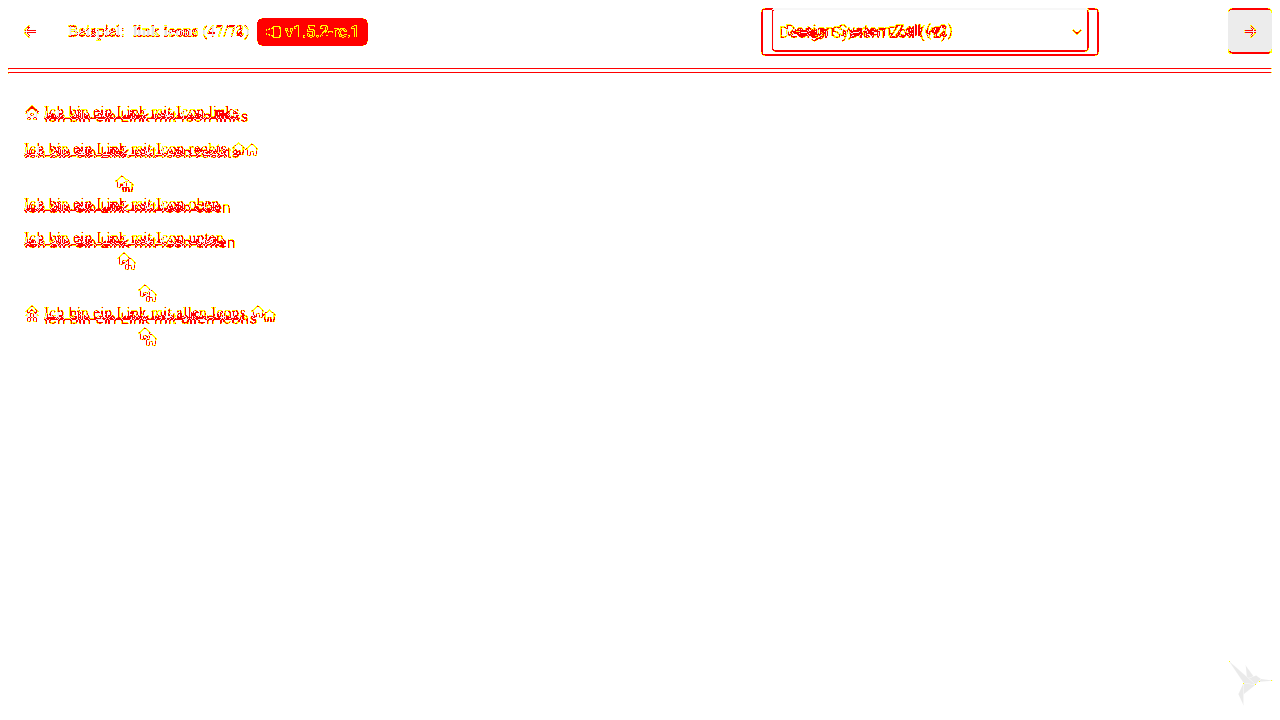 Beispiel: link icons (47/73) v1.5.2-rc.1
Design System Zoll (v2)
Ich bin ein Link mit Icon links
Ich bin ein Link mit Icon rechts
Ich bin ein Link mit Icon oben
Ich bin ein Link mit Icon unten
Ich bin ein Link mit allen Icons